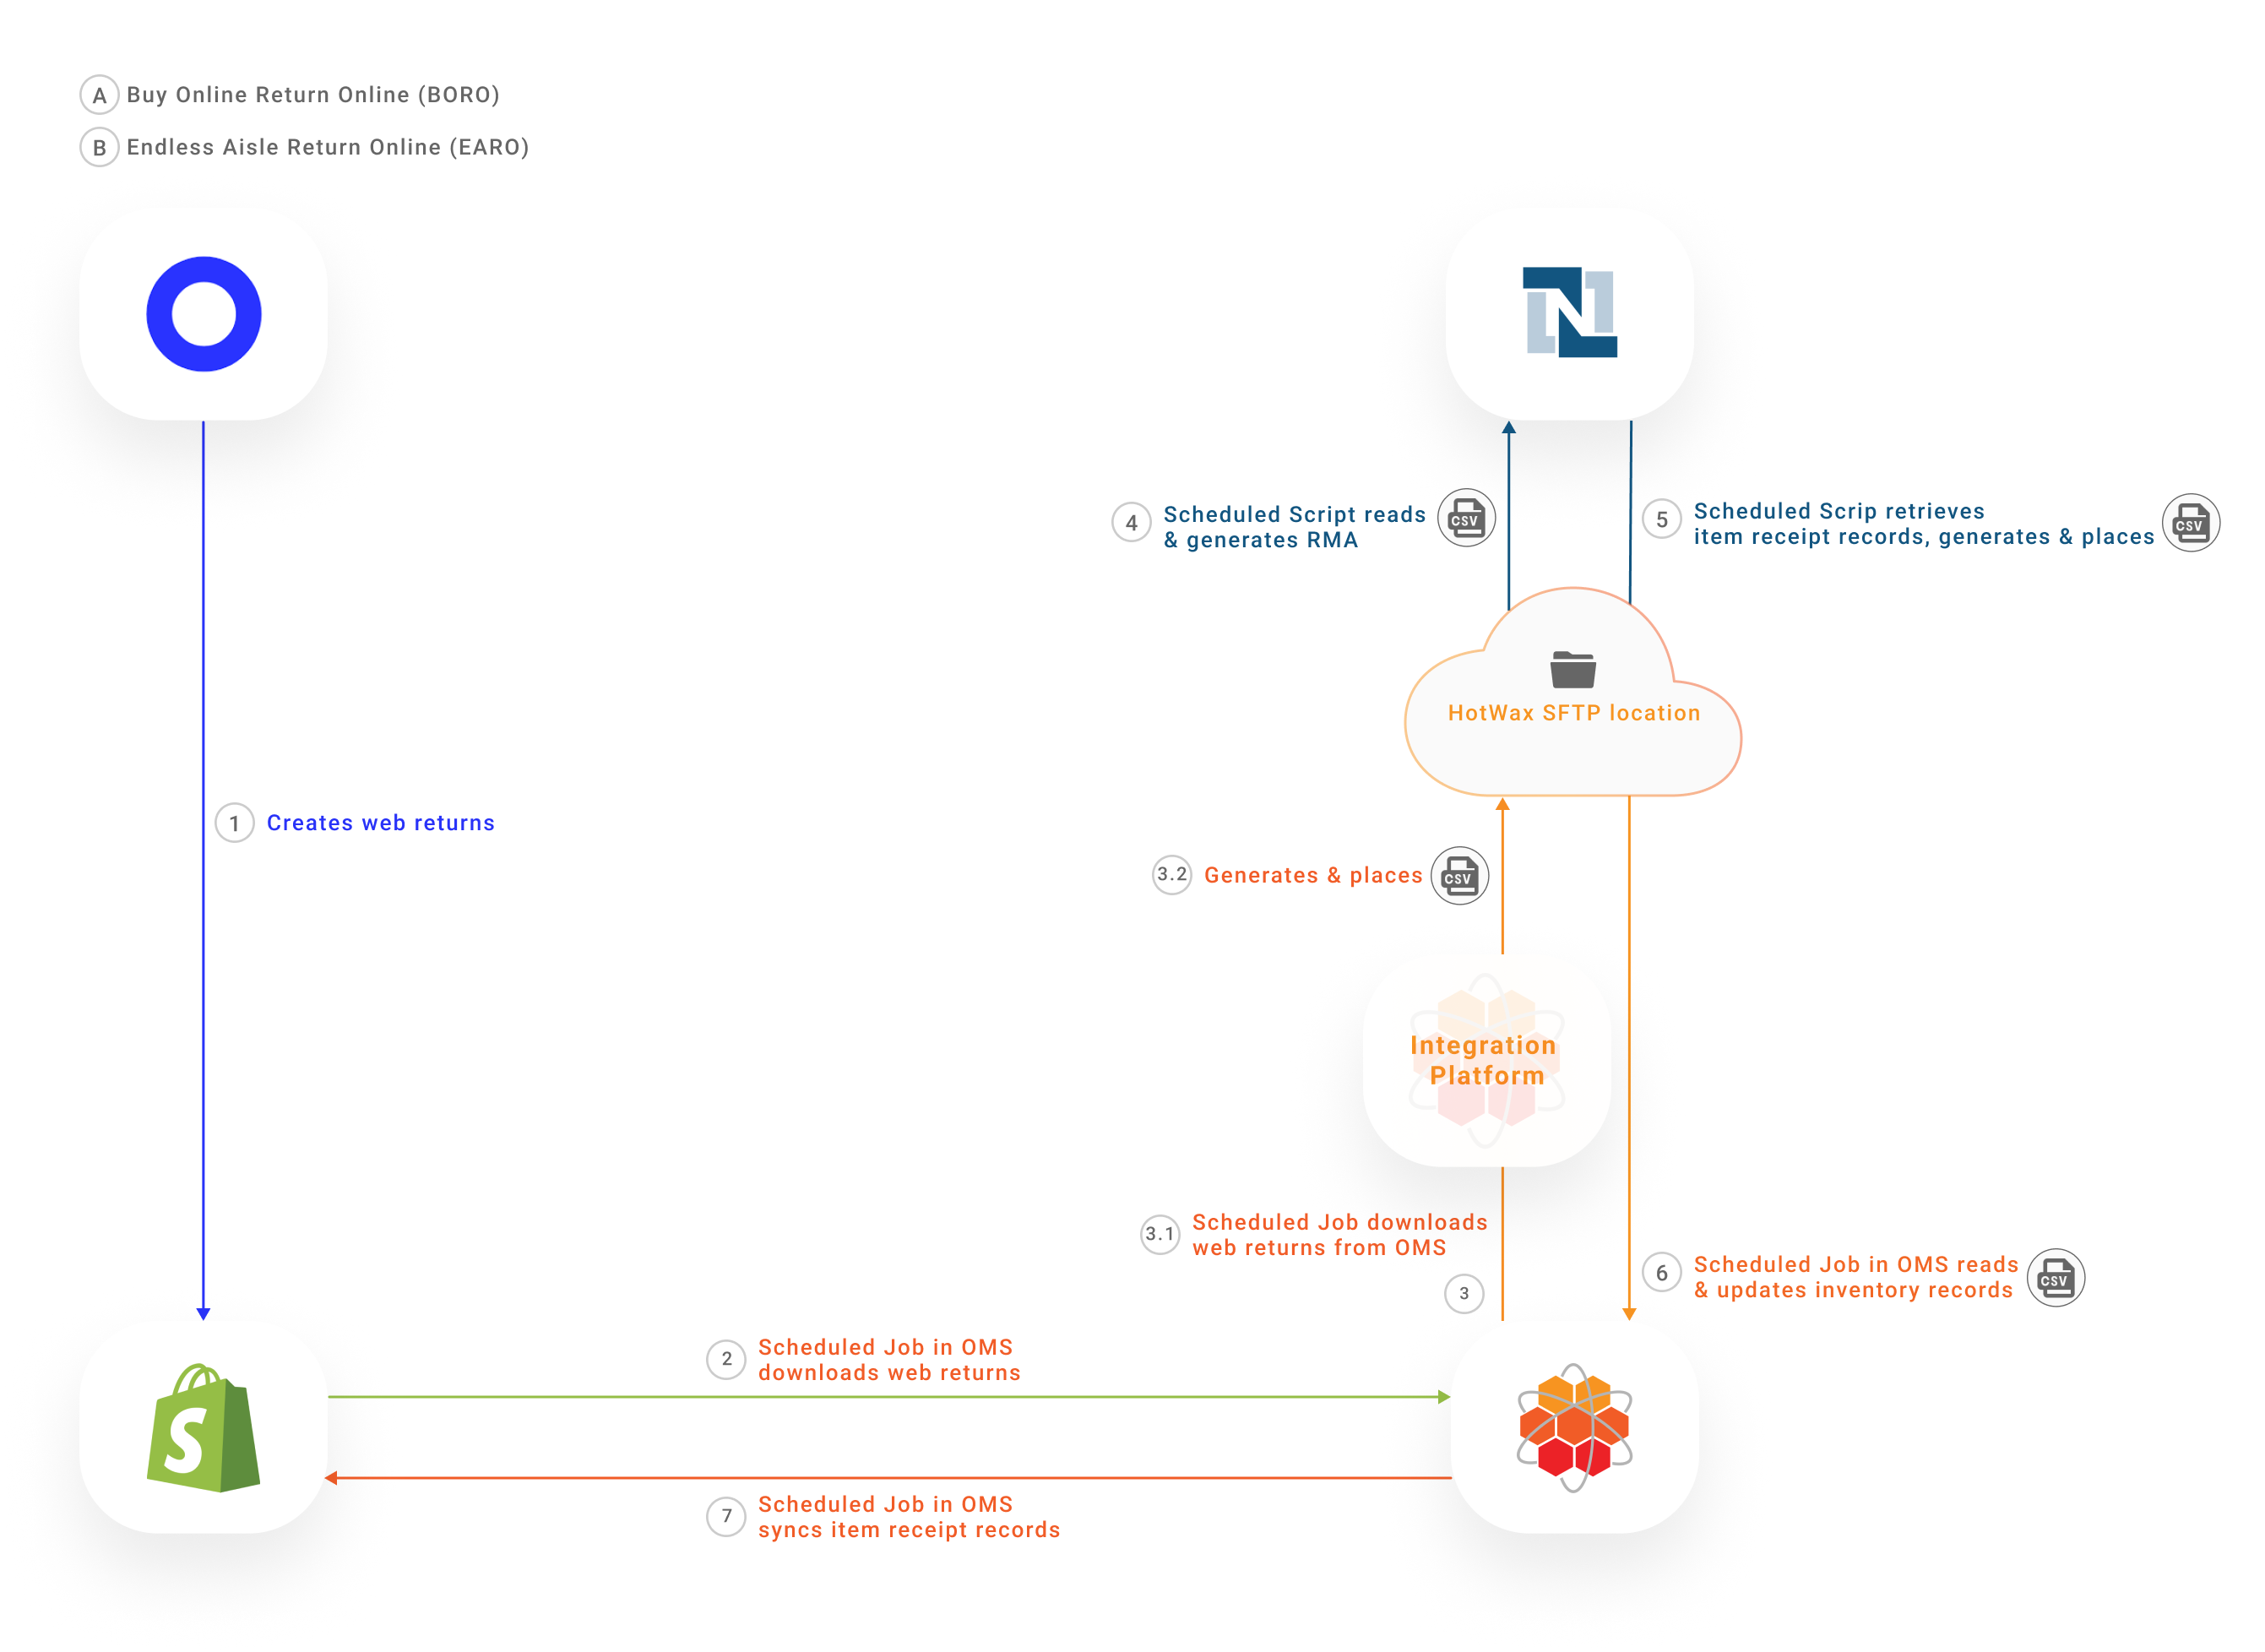 A Buy Online Return Online (BORO)
B Endless Aisle Return Online (EARO)
4 Scheduled Script reads
& generates RMA
CSV
5 Scheduled Scrip retrieves
item receipt records, generates & places
CSV
HotWax SFTP location
1 Creates web returns
3.2 Generates & places
CSV
Integration
Platform
3.1 Scheduled Job downloads
web returns from OMS
3
6 Scheduled Job in OMS reads
& updates inventory records
CSV
2 Scheduled Job in OMS
downloads web returns
7 Scheduled Job in OMS
syncs item receipt records